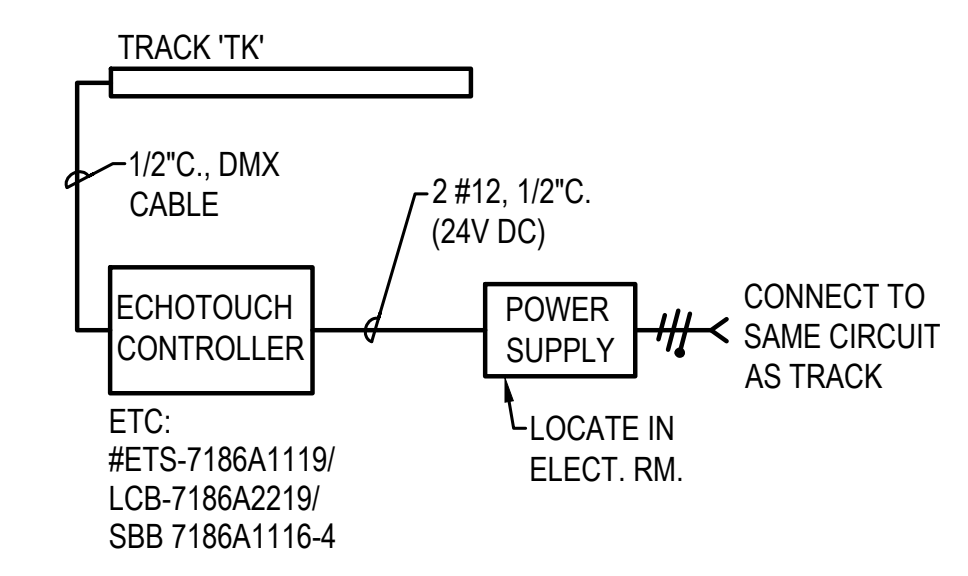 TRACK 'TK'
1/2"C., DMX
CABLE
2 #12, 1/2"C.
(24V DC)
ECHOTOUCH
CONTROLLER
POWER
SUPPLY
CONNECT TO
SAME CIRCUIT
AS TRACK
ETC:
#ETS-7186A1119/
LCB-7186A2219/
SBB 7186A1116-4
LOCATE IN
ELECT. RM.